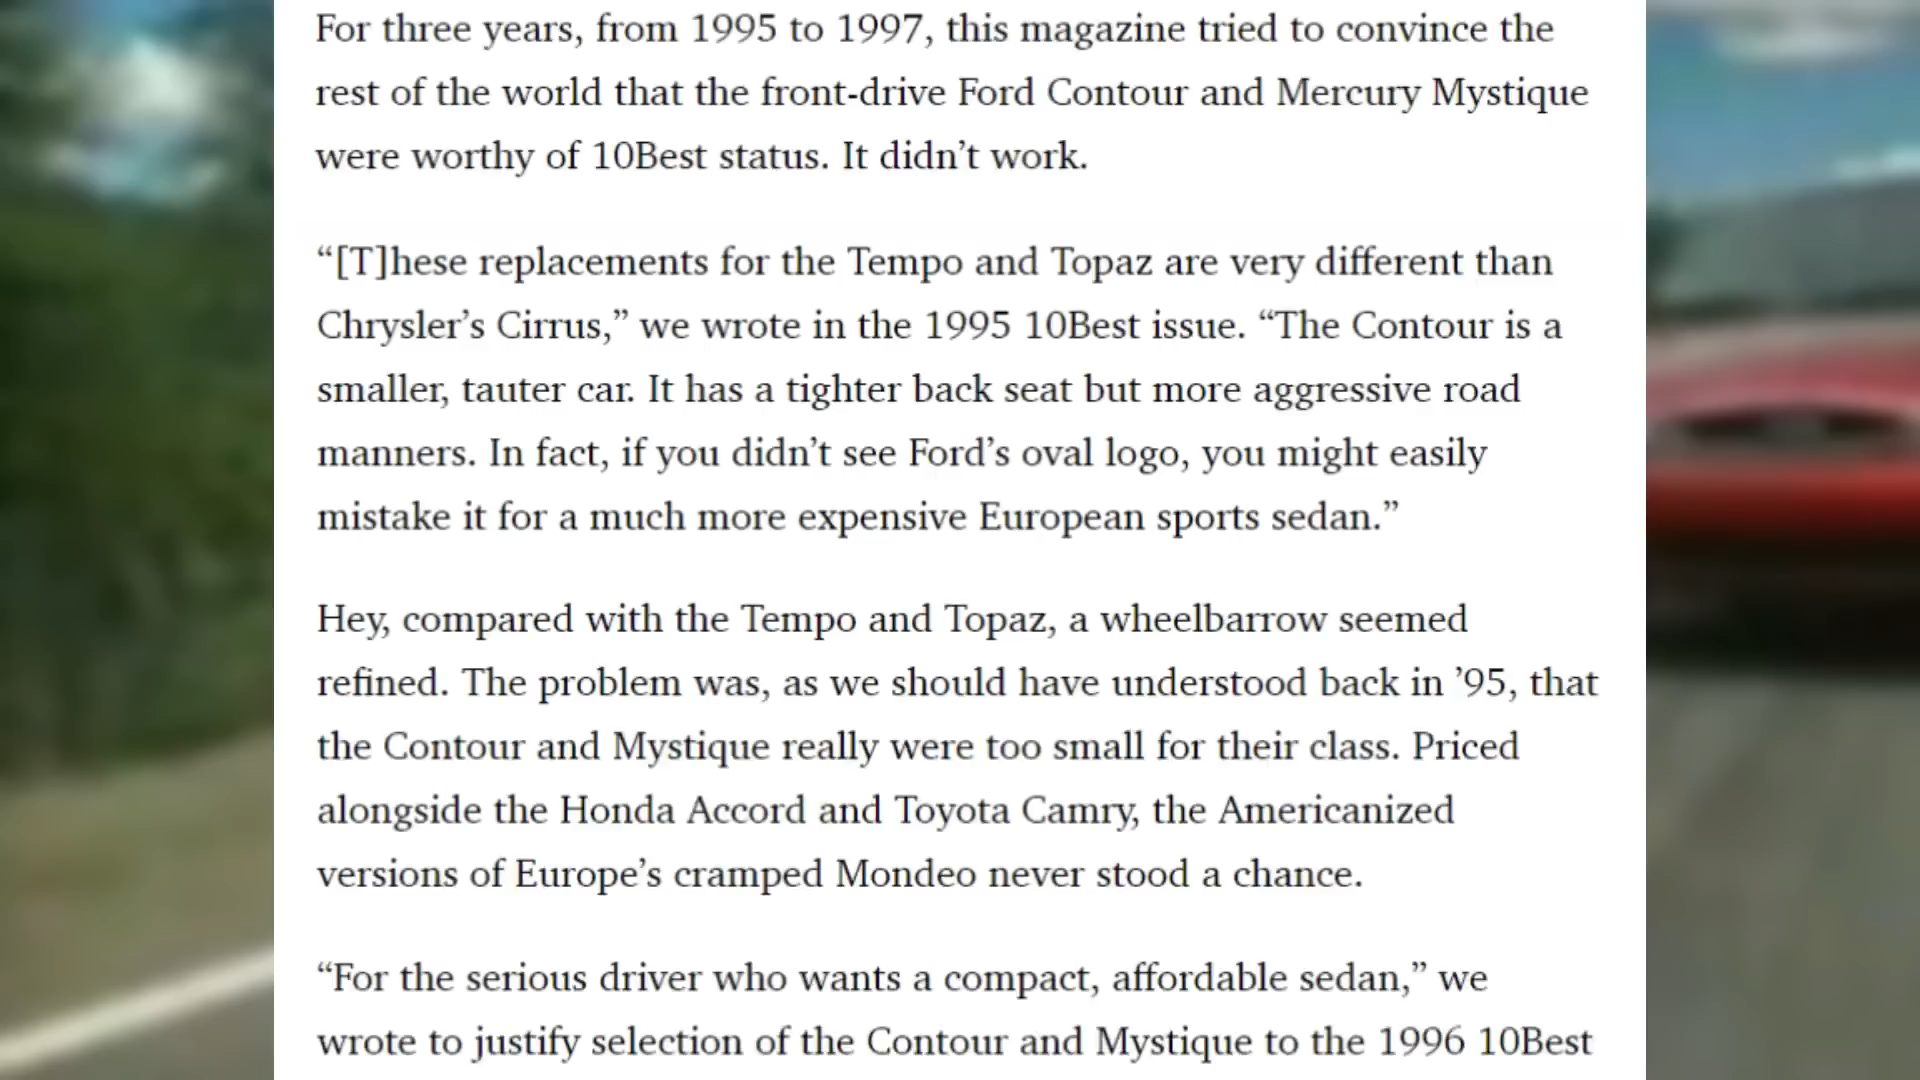 For three years, from 1995 to 1997, this magazine tried to convince the
rest of the world that the front-drive Ford Contour and Mercury Mystique
were worthy of 10Best status. It didn’t work.
“[T]hese replacements for the Tempo and Topaz are very different than
Chrysler’s Cirrus,” we wrote in the 1995 10Best issue. “The Contour is a
smaller, tauter car. It has a tighter back seat but more aggressive road
manners. In fact, if you didn’t see Ford’s oval logo, you might easily
mistake it for a much more expensive European sports sedan.”
Hey, compared with the Tempo and Topaz, a wheelbarrow seemed
refined. The problem was, as we should have understood back in ’95, that
the Contour and Mystique really were too small for their class. Priced
alongside the Honda Accord and Toyota Camry, the Americanized
versions of Europe’s cramped Mondeo never stood a chance.
“For the serious driver who wants a compact, affordable sedan,” we
wrote to justify selection of the Contour and Mystique to the 1996 10Best